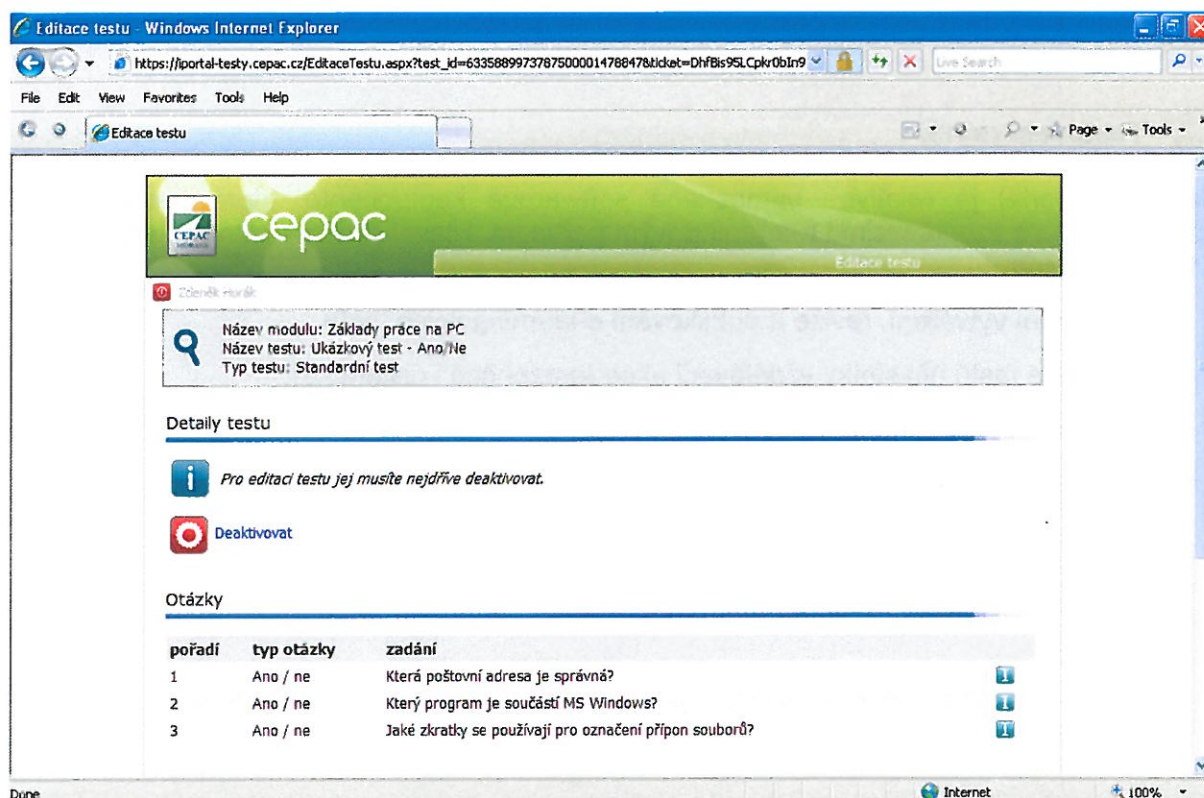 Editace testu - Windows Internet Explorer
https://iportal-testy.cepac.cz/EditaceTestu.aspx?test_id=633588997378750000147884
Live Search
File Edit View Favorites Tools Help
Editace testu
Page Tools
CEPAC
cepac
Editace testu
Zdeněk Horák
Název modulu: Základy práce na PC
Název testu: Ukázkový test - Ano/Ne
Typ testu: Standardní test
Detaily testu
Pro editaci testu jej musíte nejdříve deaktivovat.
Deaktivovat
Otázky
pořadí typ otázky zadání
1 Ano / ne Která poštovní adresa je správná?
2 Ano / ne Který program je součástí MS Windows?
3 Ano / ne Jaké zkratky se používají pro označení přípon souborů?
Done Internet 100%